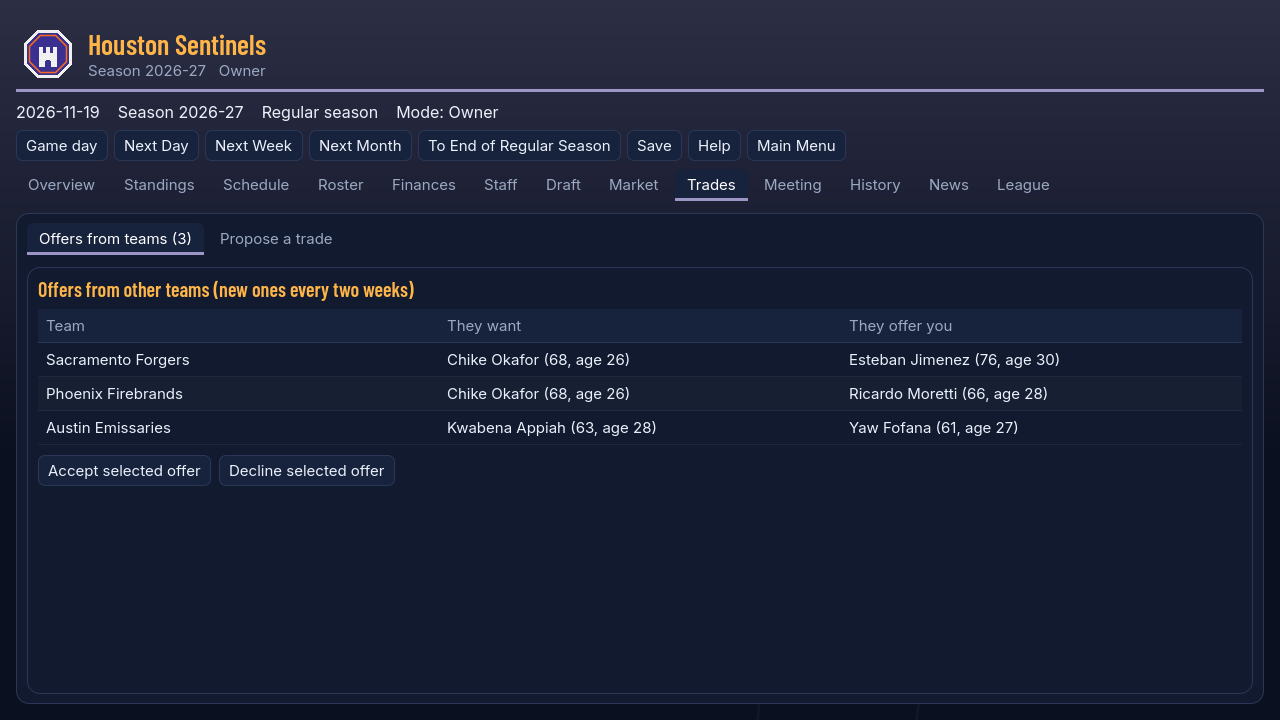 Houston Sentinels
Season 2026-27 Owner
2026-11-19 Season 2026-27 Regular season Mode: Owner
Game day Next Day Next Week Next Month To End of Regular Season Save Help Main Menu
Overview Standings Schedule Roster Finances Staff Draft Market Trades Meeting History News League
Offers from teams (3) Propose a trade
Offers from other teams (new ones every two weeks)
Team They want They offer you
Sacramento Forgers Chike Okafor (68, age 26) Esteban Jimenez (76, age 30)
Phoenix Firebrands Chike Okafor (68, age 26) Ricardo Moretti (66, age 28)
Austin Emissaries Kwabena Appiah (63, age 28) Yaw Fofana (61, age 27)
Accept selected offer Decline selected offer